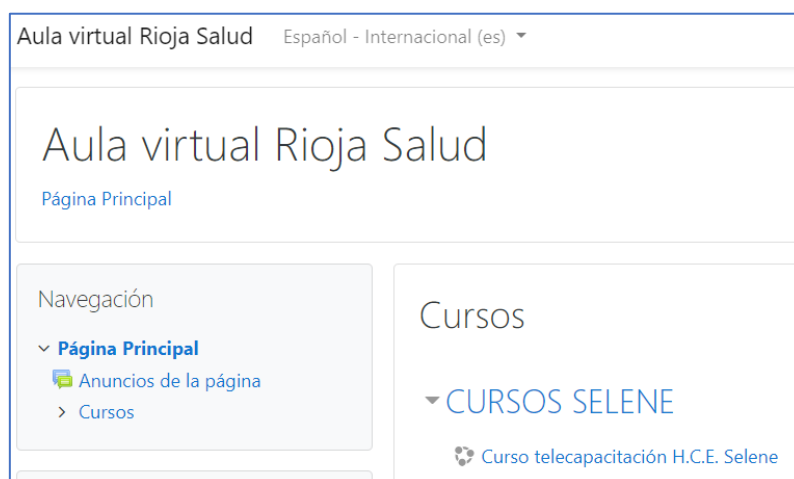 Aula virtual Rioja Salud Español - Internacional (es)
Aula virtual Rioja Salud
Página Principal
Navegación
Página Principal
Anuncios de la página
Cursos
Cursos
CURSOS SELENE
Curso telecapacitación H.C.E. Selene